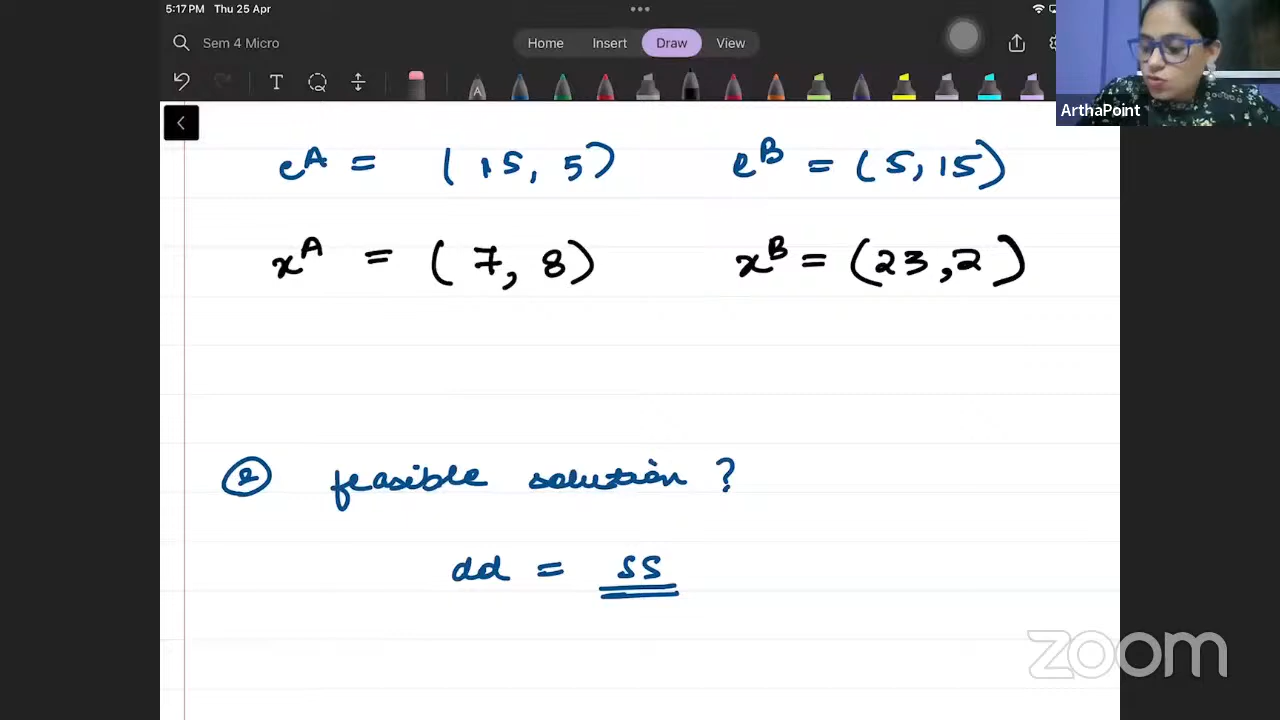 5:17 PM Thu 25 Apr
Sem 4 Micro Home Insert Draw View
T A
ArthaPoint
e^A = (15, 5) e^B = (5, 15)
x^A = (7, 8) x^B = (23, 2)
② feasible solution ?
dd = ss
zoom